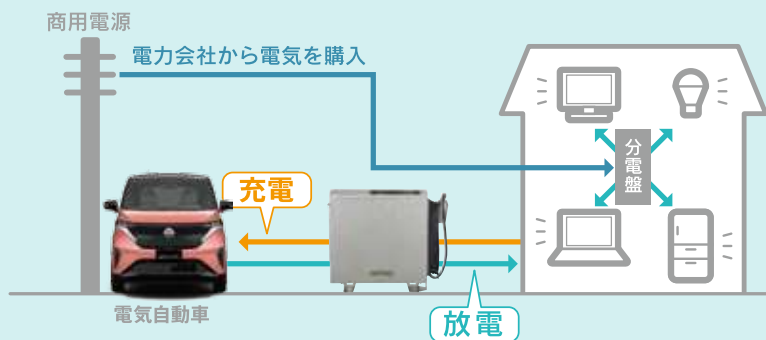 商用電源
電力会社から電気を購入
分電盤
充電
放電
電気自動車